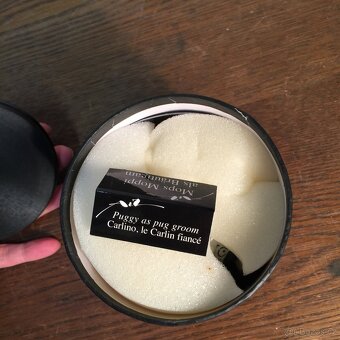 Mops Moppi
als Bräutigam
Puggy as pug groom
Carlino, le Carlin fiancé